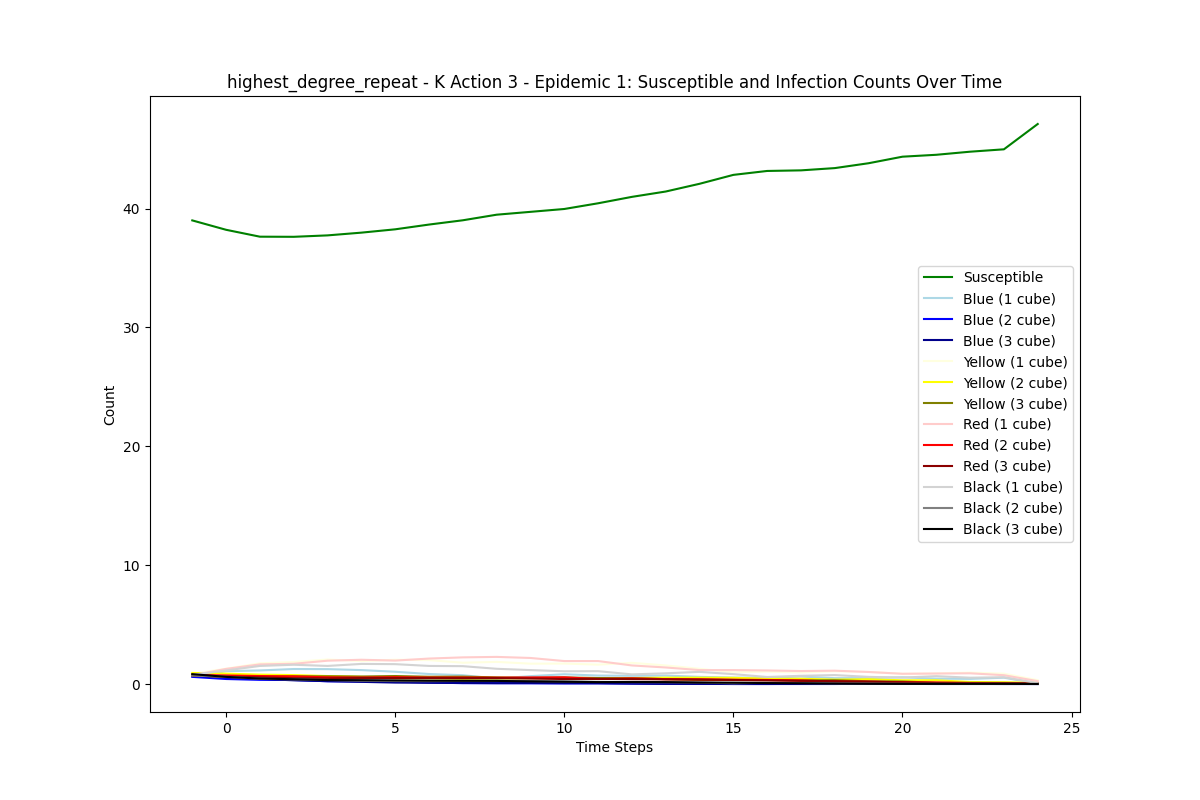 highest_degree_repeat - K Action 3 - Epidemic 1: Susceptible and Infection Counts Over Time
Count
40
30
20
10
0
Susceptible
Blue (1 cube)
Blue (2 cube)
Blue (3 cube)
Yellow (1 cube)
Yellow (2 cube)
Yellow (3 cube)
Red (1 cube)
Red (2 cube)
Red (3 cube)
Black (1 cube)
Black (2 cube)
Black (3 cube)
0 5 10 15 20 25
Time Steps